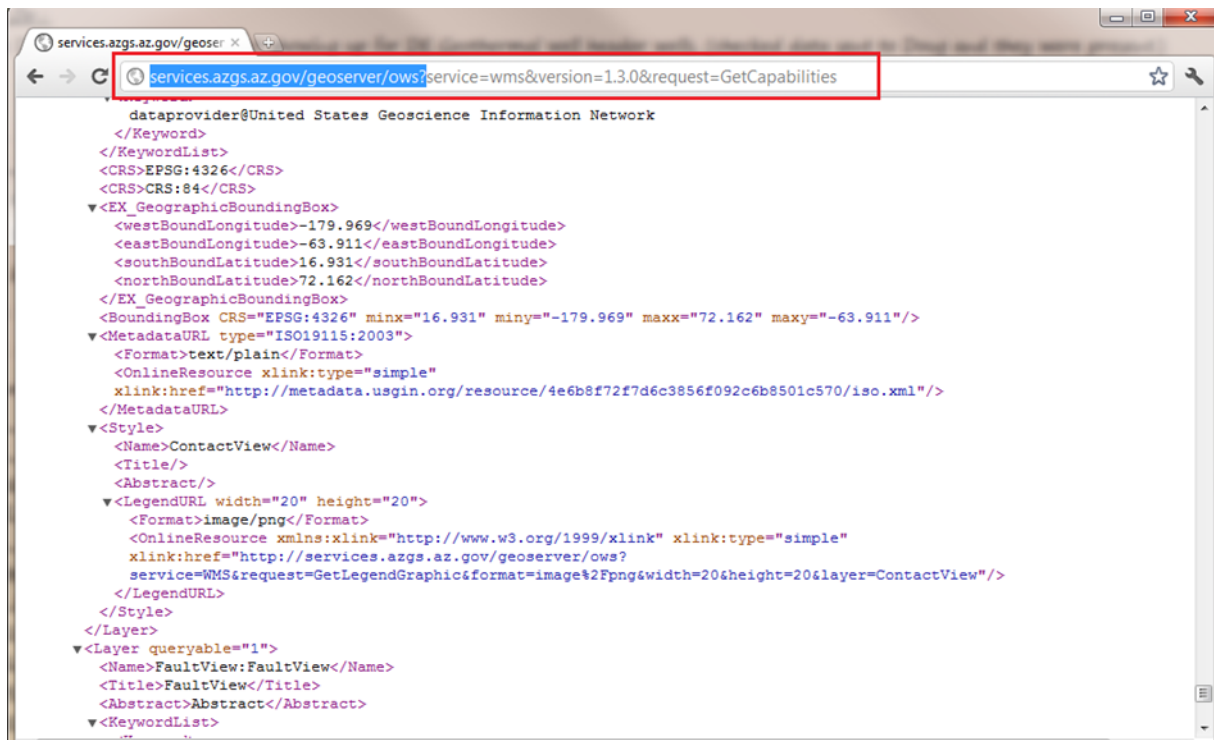 services.azgs.az.gov/geoser
services.azgs.az.gov/geoserver/ows?service=wms&version=1.3.0&request=GetCapabilities
dataprovider@United States Geoscience Information Network
</Keyword>
</KeywordList>
<CRS>EPSG:4326</CRS>
<CRS>CRS:84</CRS>
▼<EX_GeographicBoundingBox>
<westBoundLongitude>-179.969</westBoundLongitude>
<eastBoundLongitude>-63.911</eastBoundLongitude>
<southBoundLatitude>16.931</southBoundLatitude>
<northBoundLatitude>72.162</northBoundLatitude>
</EX_GeographicBoundingBox>
<BoundingBox CRS="EPSG:4326" minx="16.931" miny="-179.969" maxx="72.162" maxy="-63.911"/>
▼<MetadataURL type="ISO19115:2003">
<Format>text/plain</Format>
<OnlineResource xlink:type="simple"
xlink:href="http://metadata.usgin.org/resource/4e6b8f72f7d6c3856f092c6b8501c570/iso.xml"/>
</MetadataURL>
▼<Style>
<Name>ContactView</Name>
<Title/>
<Abstract/>
▼<LegendURL width="20" height="20">
<Format>image/png</Format>
<OnlineResource xmlns:xlink="http://www.w3.org/1999/xlink" xlink:type="simple"
xlink:href="http://services.azgs.az.gov/geoserver/ows?
service=WMS&request=GetLegendGraphic&format=image%2Fpng&width=20&height=20&layer=ContactView"/>
</LegendURL>
</Style>
</Layer>
▼<Layer queryable="1">
<Name>FaultView:FaultView</Name>
<Title>FaultView</Title>
<Abstract>Abstract</Abstract>
▼<KeywordList>